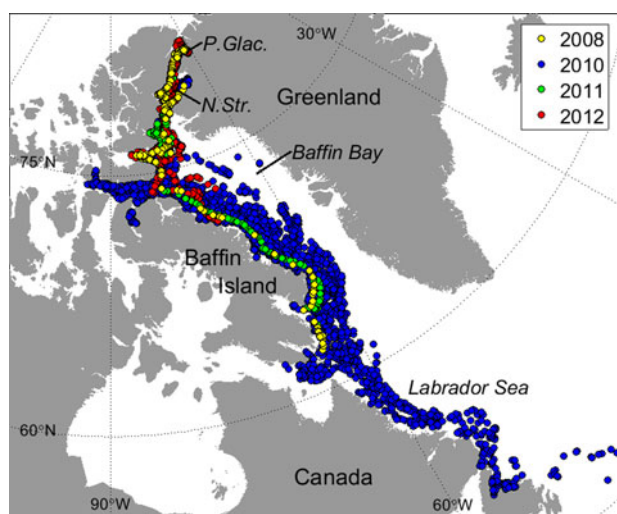 30°W
P.Glac.
N.Str.
Greenland
2008
2010
2011
2012
Baffin Bay
75°N
Baffin
Island
Labrador Sea
60°N
Canada
90°W
60°W